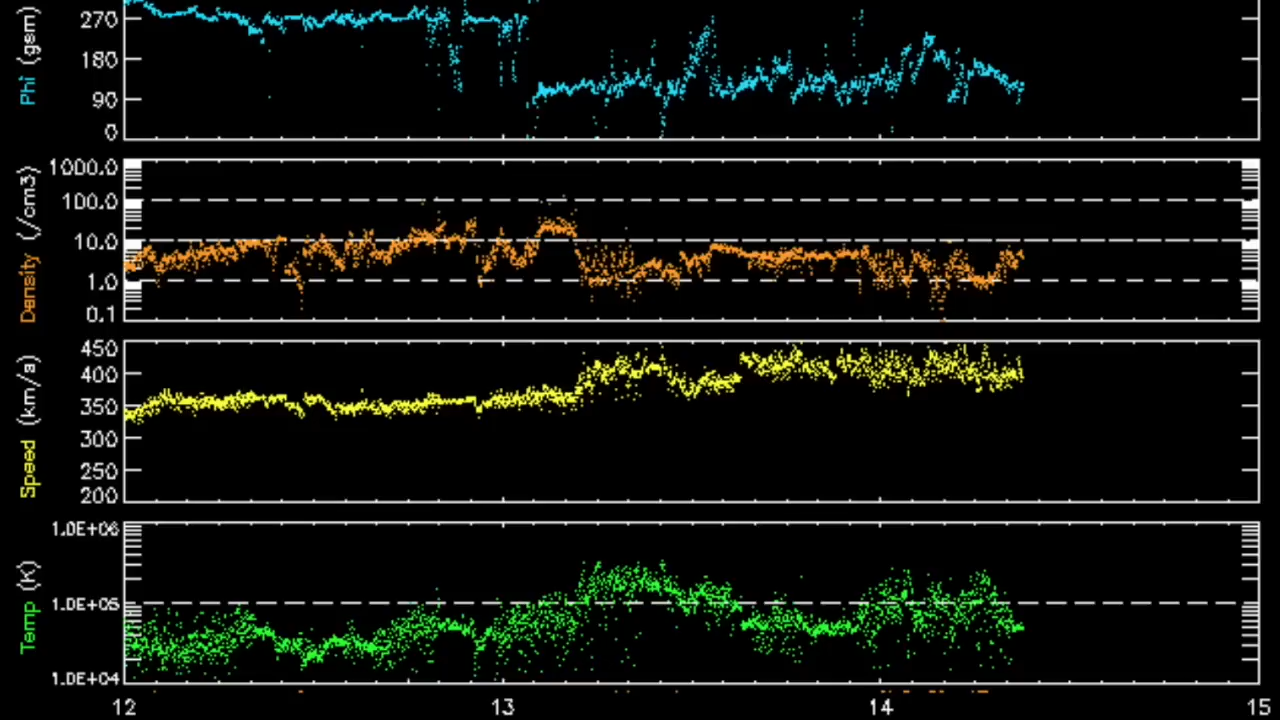 Phi (gsm)
270
180
90
0
Density (/cm3)
1000.0
100.0
10.0
1.0
0.1
Speed (km/s)
450
400
350
300
250
200
Temp (K)
1.0E+06
1.0E+05
1.0E+04
12 13 14 15